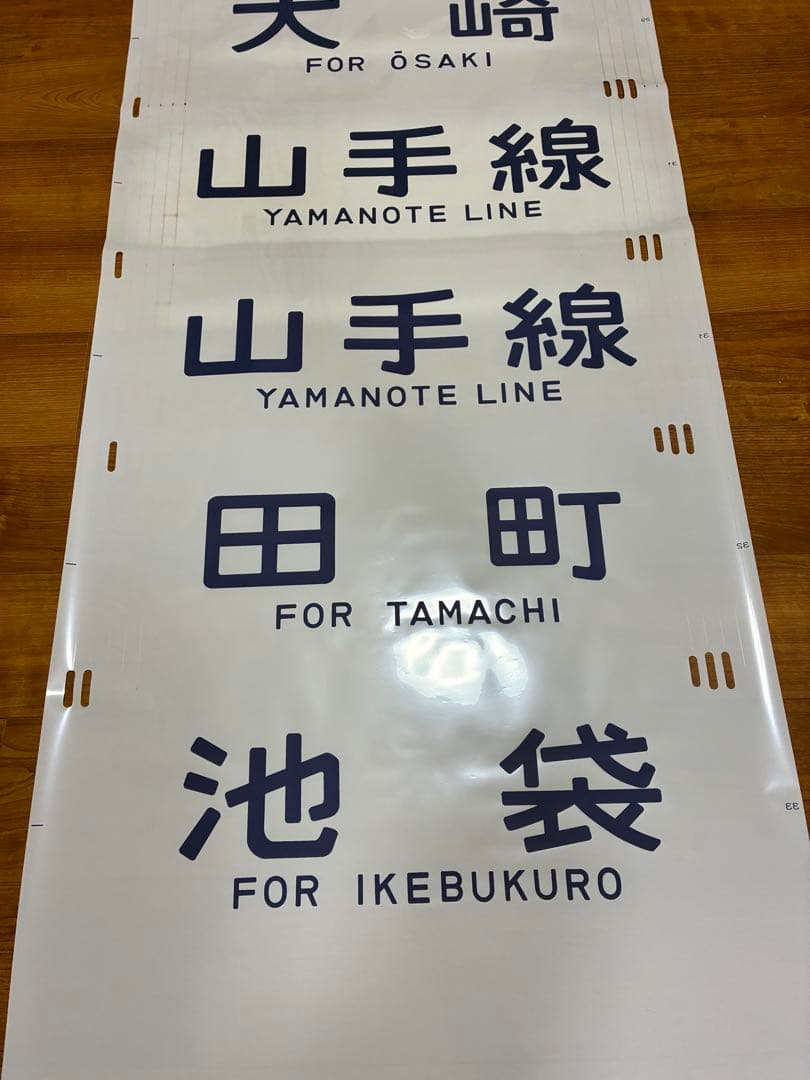 大崎
FOR ŌSAKI
山手線
YAMANOTE LINE
山手線
YAMANOTE LINE
田町
FOR TAMACHI
池袋
FOR IKEBUKURO
33